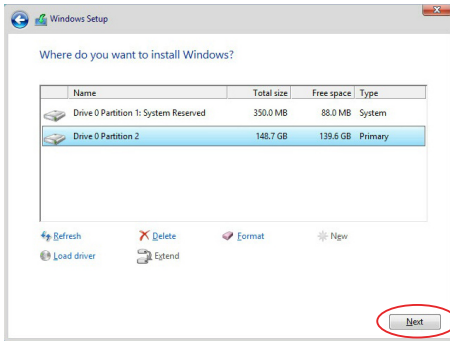 Windows Setup
Where do you want to install Windows?
Name Total size Free space Type
Drive 0 Partition 1: System Reserved 350.0 MB 88.0 MB System
Drive 0 Partition 2 148.7 GB 139.6 GB Primary
Refresh Delete Format New
Load driver Extend
Next